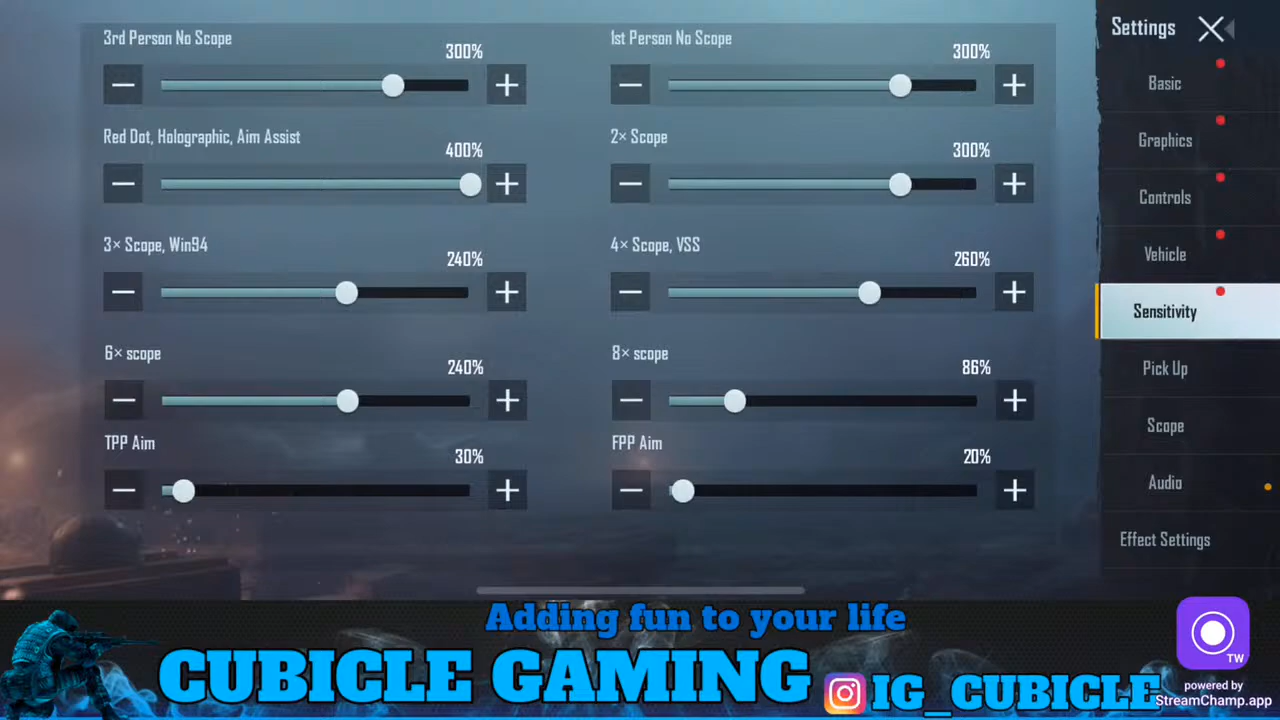 3rd Person No Scope
300%
1st Person No Scope
300%
Red Dot, Holographic, Aim Assist
400%
2× Scope
300%
3× Scope, Win94
240%
4× Scope, VSS
260%
6× scope
240%
8× scope
86%
TPP Aim
30%
FPP Aim
20%
Settings
Basic
Graphics
Controls
Vehicle
Sensitivity
Pick Up
Scope
Audio
Effect Settings
Adding fun to your life
CUBICLE GAMING
IG_CUBICLE
TW
powered by
StreamChamp.app